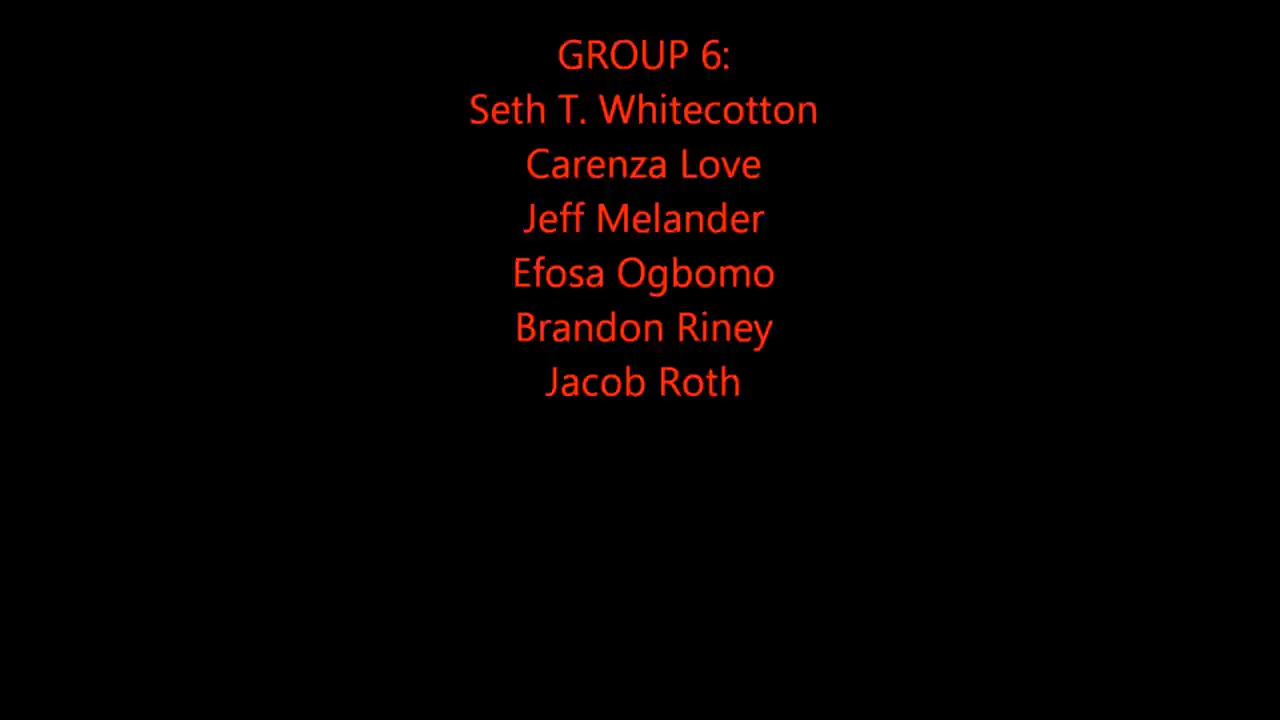 GROUP 6:
Seth T. Whitecotton
Carenza Love
Jeff Melander
Efosa Ogbomo
Brandon Riney
Jacob Roth